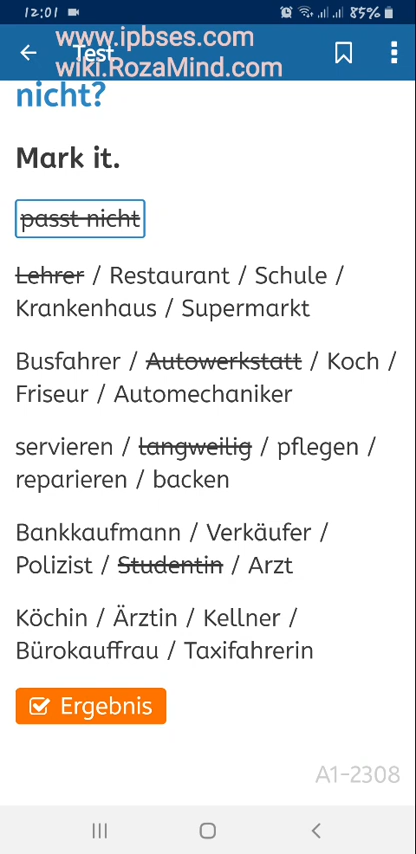 12:01 85%
www.ipbses.com
Test
wiki.RozaMind.com
nicht?
Mark it.
passt nicht
Lehrer / Restaurant / Schule /
Krankenhaus / Supermarkt
Busfahrer / Autowerkstatt / Koch /
Friseur / Automechaniker
servieren / langweilig / pflegen /
reparieren / backen
Bankkaufmann / Verkäufer /
Polizist / Studentin / Arzt
Köchin / Ärztin / Kellner /
Bürokauffrau / Taxifahrerin
Ergebnis
A1-2308